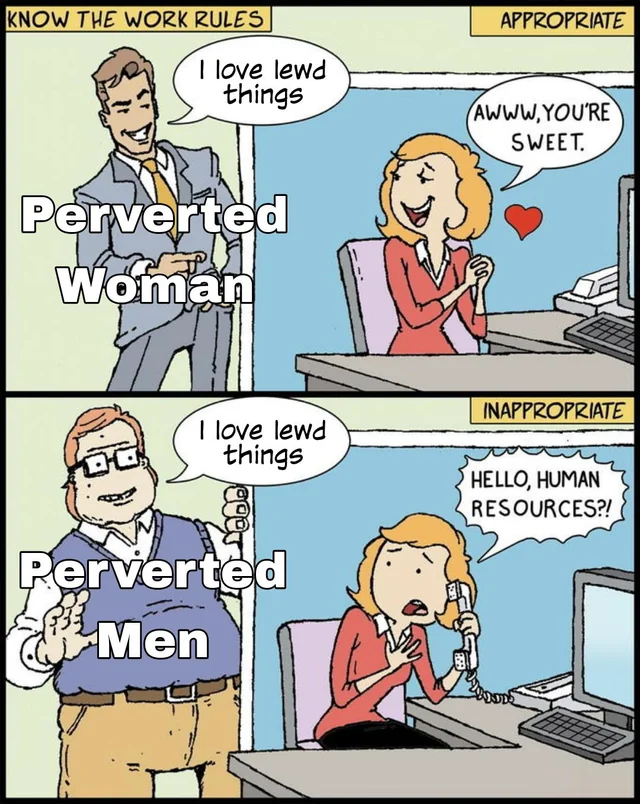 KNOW THE WORK RULES
APPROPRIATE
I love lewd
things
AWWW,YOU'RE
SWEET.
Perverted
Woman
INAPPROPRIATE
I love lewd
things
HELLO, HUMAN
RESOURCES?!
Perverted
Men